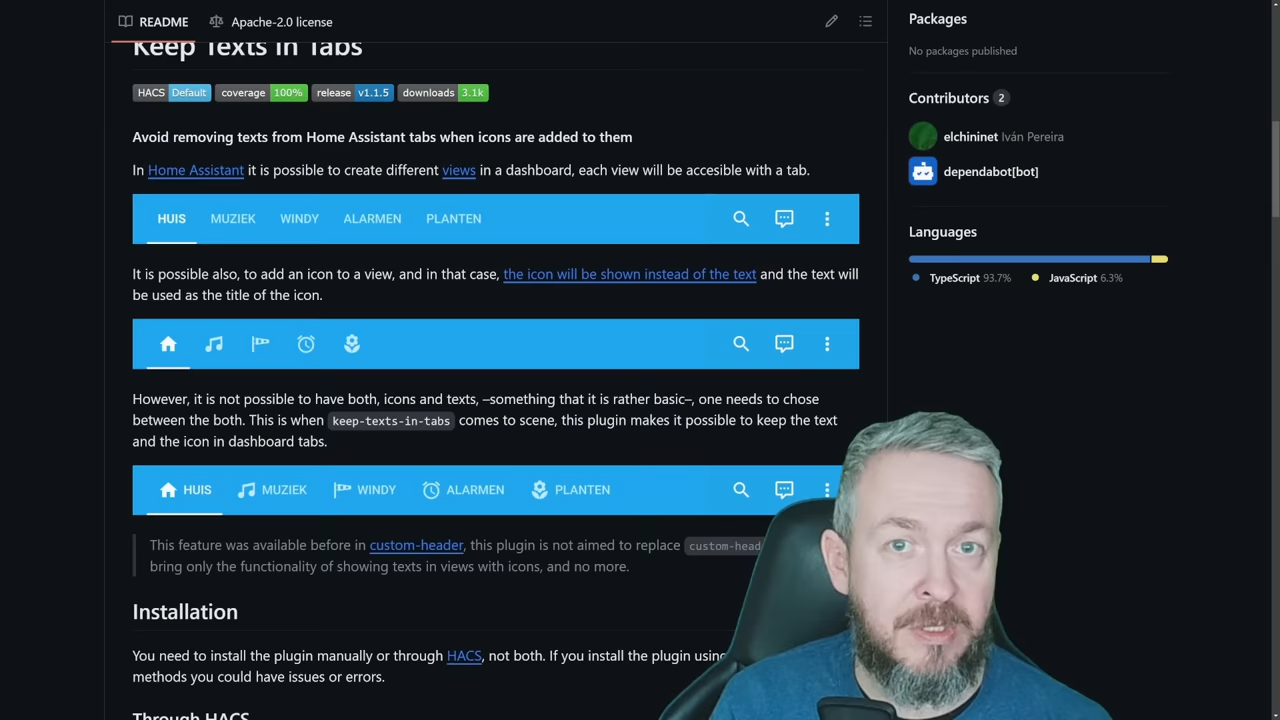 README
Apache-2.0 license
Keep Texts in Tabs
HACS Default coverage 100% release v1.1.5 downloads 3.1k
Avoid removing texts from Home Assistant tabs when icons are added to them
In Home Assistant it is possible to create different views in a dashboard, each view will be accesible with a tab.
HUIS MUZIEK WINDY ALARMEN PLANTEN
It is possible also, to add an icon to a view, and in that case, the icon will be shown instead of the text and the text will
be used as the title of the icon.
However, it is not possible to have both, icons and texts, –something that it is rather basic–, one needs to chose
between the both. This is when keep-texts-in-tabs comes to scene, this plugin makes it possible to keep the text
and the icon in dashboard tabs.
HUIS MUZIEK WINDY ALARMEN PLANTEN
This feature was available before in custom-header, this plugin is not aimed to replace custom-head
bring only the functionality of showing texts in views with icons, and no more.
Installation
You need to install the plugin manually or through HACS, not both. If you install the plugin using
methods you could have issues or errors.
Through HACS
Packages
No packages published
Contributors 2
elchininet Iván Pereira
dependabot[bot]
Languages
TypeScript 93.7% JavaScript 6.3%